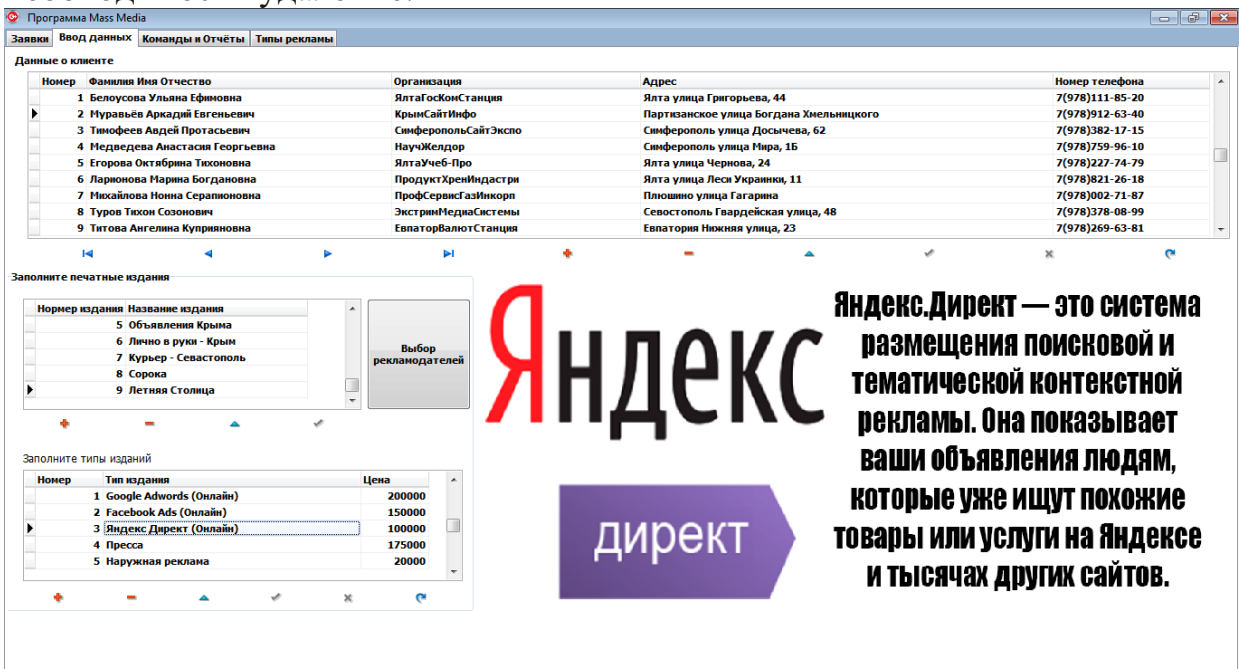 Программа Mass Media
Заявки Ввод данных Команды и Отчёты Типы рекламы
Данные о клиенте
Номер Фамилия Имя Отчество Организация Адрес Номер телефона
1 Белоусова Ульяна Ефимовна ЯлтаГосКомСтанция Ялта улица Григорьева, 44 7(978)111-85-20
2 Муравьёв Аркадий Евгеньевич КрымСайтИнфо Партизанское улица Богдана Хмельницкого 7(978)912-63-40
3 Тимофеев Авдей Протасьевич СимферопольСайтЭкспо Симферополь улица Досычева, 62 7(978)382-17-15
4 Медведева Анастасия Георгьевна НаучЖелдор Симферополь улица Мира, 1Б 7(978)759-96-10
5 Егорова Октябрина Тихоновна ЯлтаУчеб-Про Ялта улица Чернова, 24 7(978)227-74-79
6 Ларионова Марина Богдановна ПродуктХренИндастри Ялта улица Леси Украинки, 11 7(978)821-26-18
7 Михайлова Нонна Серапионовна ПрофСервисГазИнкорп Плюшино улица Гагарина 7(978)002-71-87
8 Туров Тихон Созонович ЭкстримМедиаСистемы Севостополь Гвардейская улица, 48 7(978)378-08-99
9 Титова Ангелина Куприяновна ЕвпаторВалютСтанция Евпатория Нижняя улица, 23 7(978)269-63-81
Заполните печатные издания
Нормер издания Название издания
5 Объявления Крыма
6 Лично в руки - Крым
7 Курьер - Севастополь
8 Сорока
9 Летняя Столица
Выбор
рекламодателей
Заполните типы изданий
Номер Тип издания Цена
1 Google Adwords (Онлайн) 200000
2 Facebook Ads (Онлайн) 150000
3 Яндекс Директ (Онлайн) 100000
4 Пресса 175000
5 Наружная реклама 20000
Яндекс
директ
Яндекс.Директ — это система
размещения поисковой и
тематической контекстной
рекламы. Она показывает
ваши объявления людям,
которые уже ищут похожие
товары или услуги на Яндексе
и тысячах других сайтов.